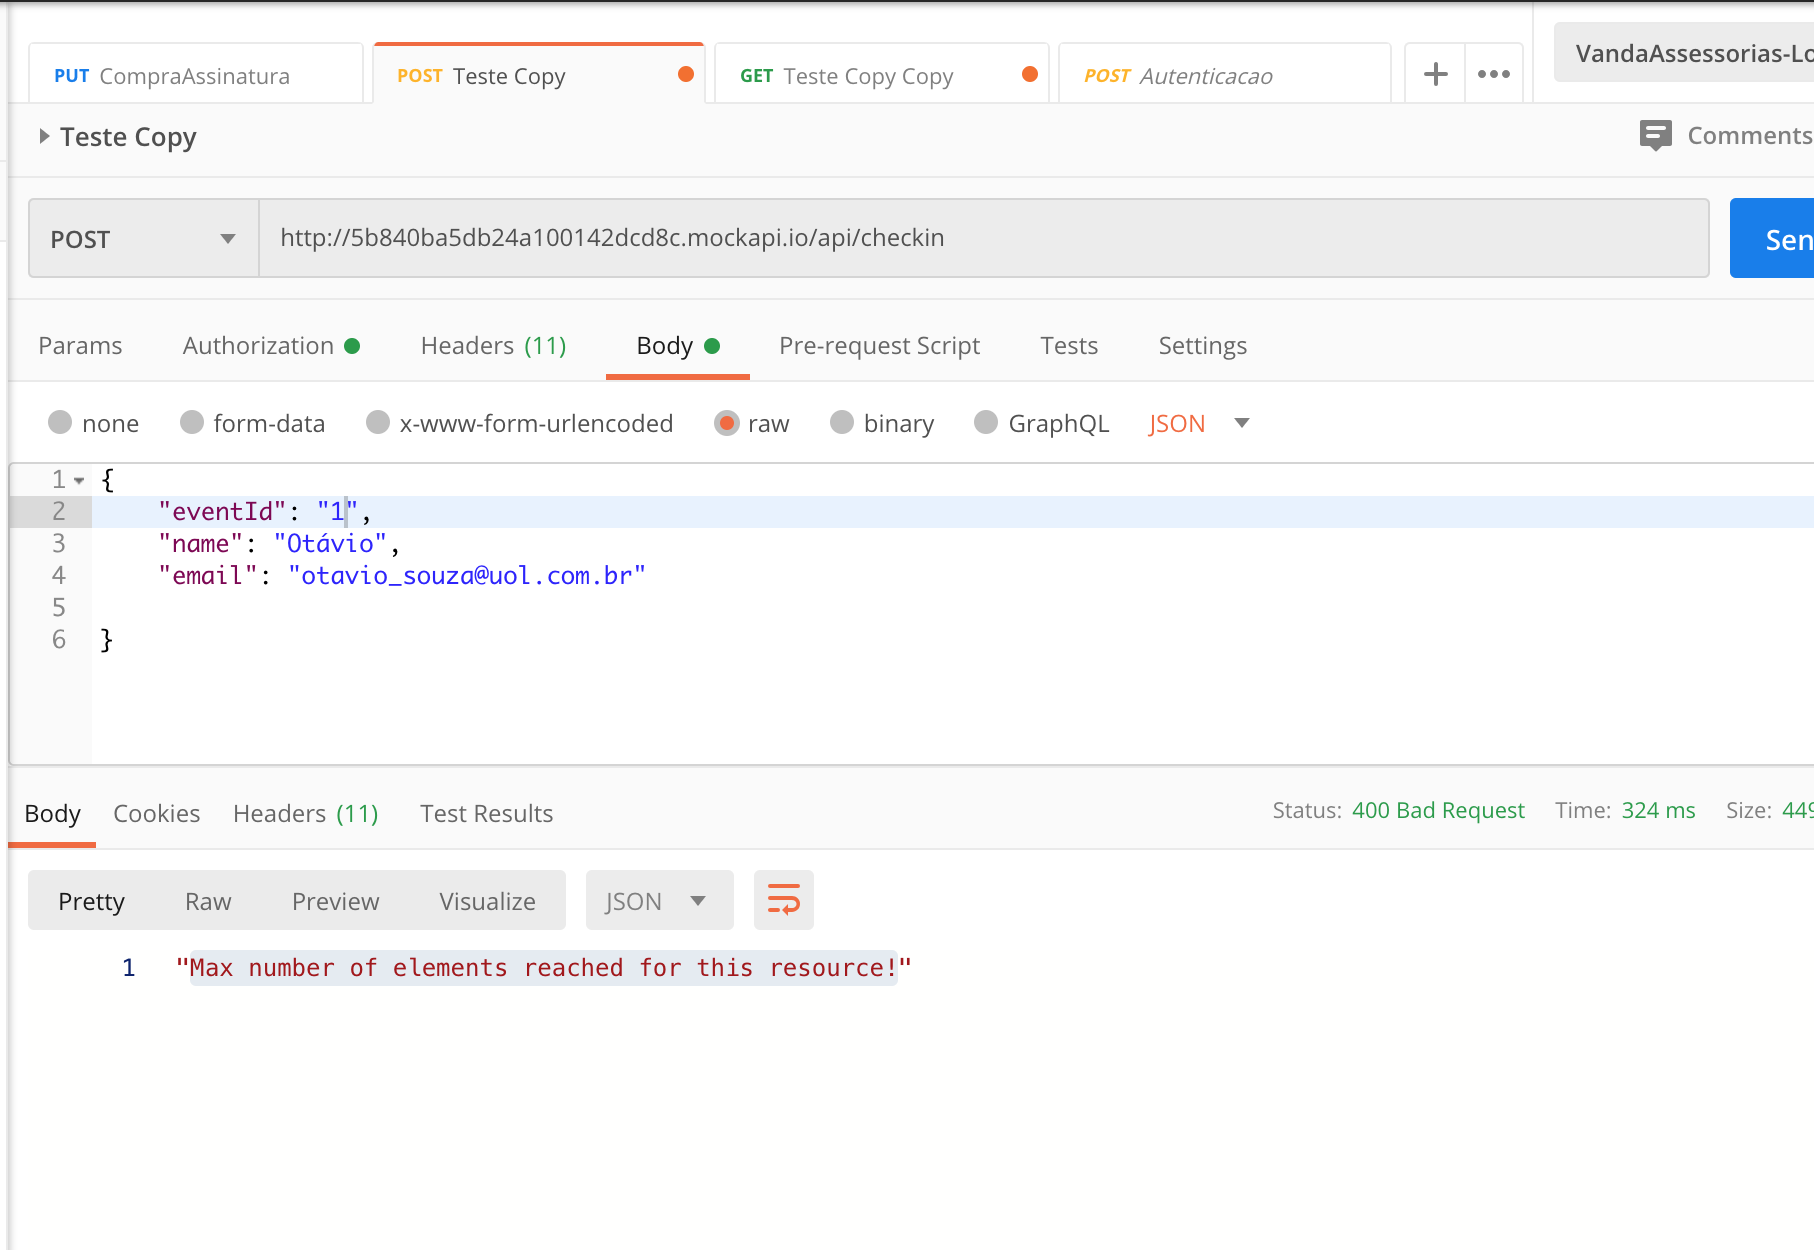 PUT CompraAssinatura
POST Teste Copy
GET Teste Copy Copy
POST Autenticacao
VandaAssessorias-Lo
Teste Copy
Comments
POST
http://5b840ba5db24a100142dcd8c.mockapi.io/api/checkin
Sen
Params Authorization Headers (11) Body Pre-request Script Tests Settings
none form-data x-www-form-urlencoded raw binary GraphQL JSON
1 {
2 "eventId": "1",
3 "name": "Otávio",
4 "email": "otavio_souza@uol.com.br"
5
6 }
Body Cookies Headers (11) Test Results Status: 400 Bad Request Time: 324 ms Size: 449
Pretty Raw Preview Visualize JSON
1 "Max number of elements reached for this resource!"